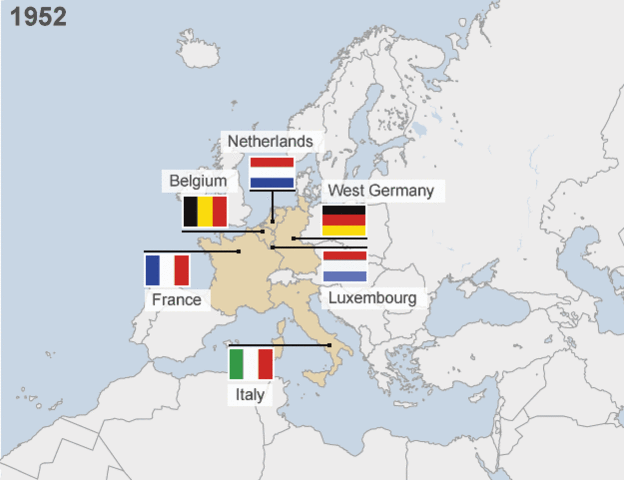 1952
Netherlands
Belgium
West Germany
France
Luxembourg
Italy